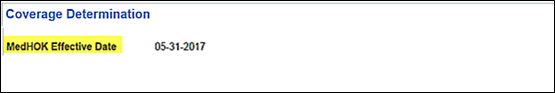 Coverage Determination
MedHOK Effective Date 05-31-2017